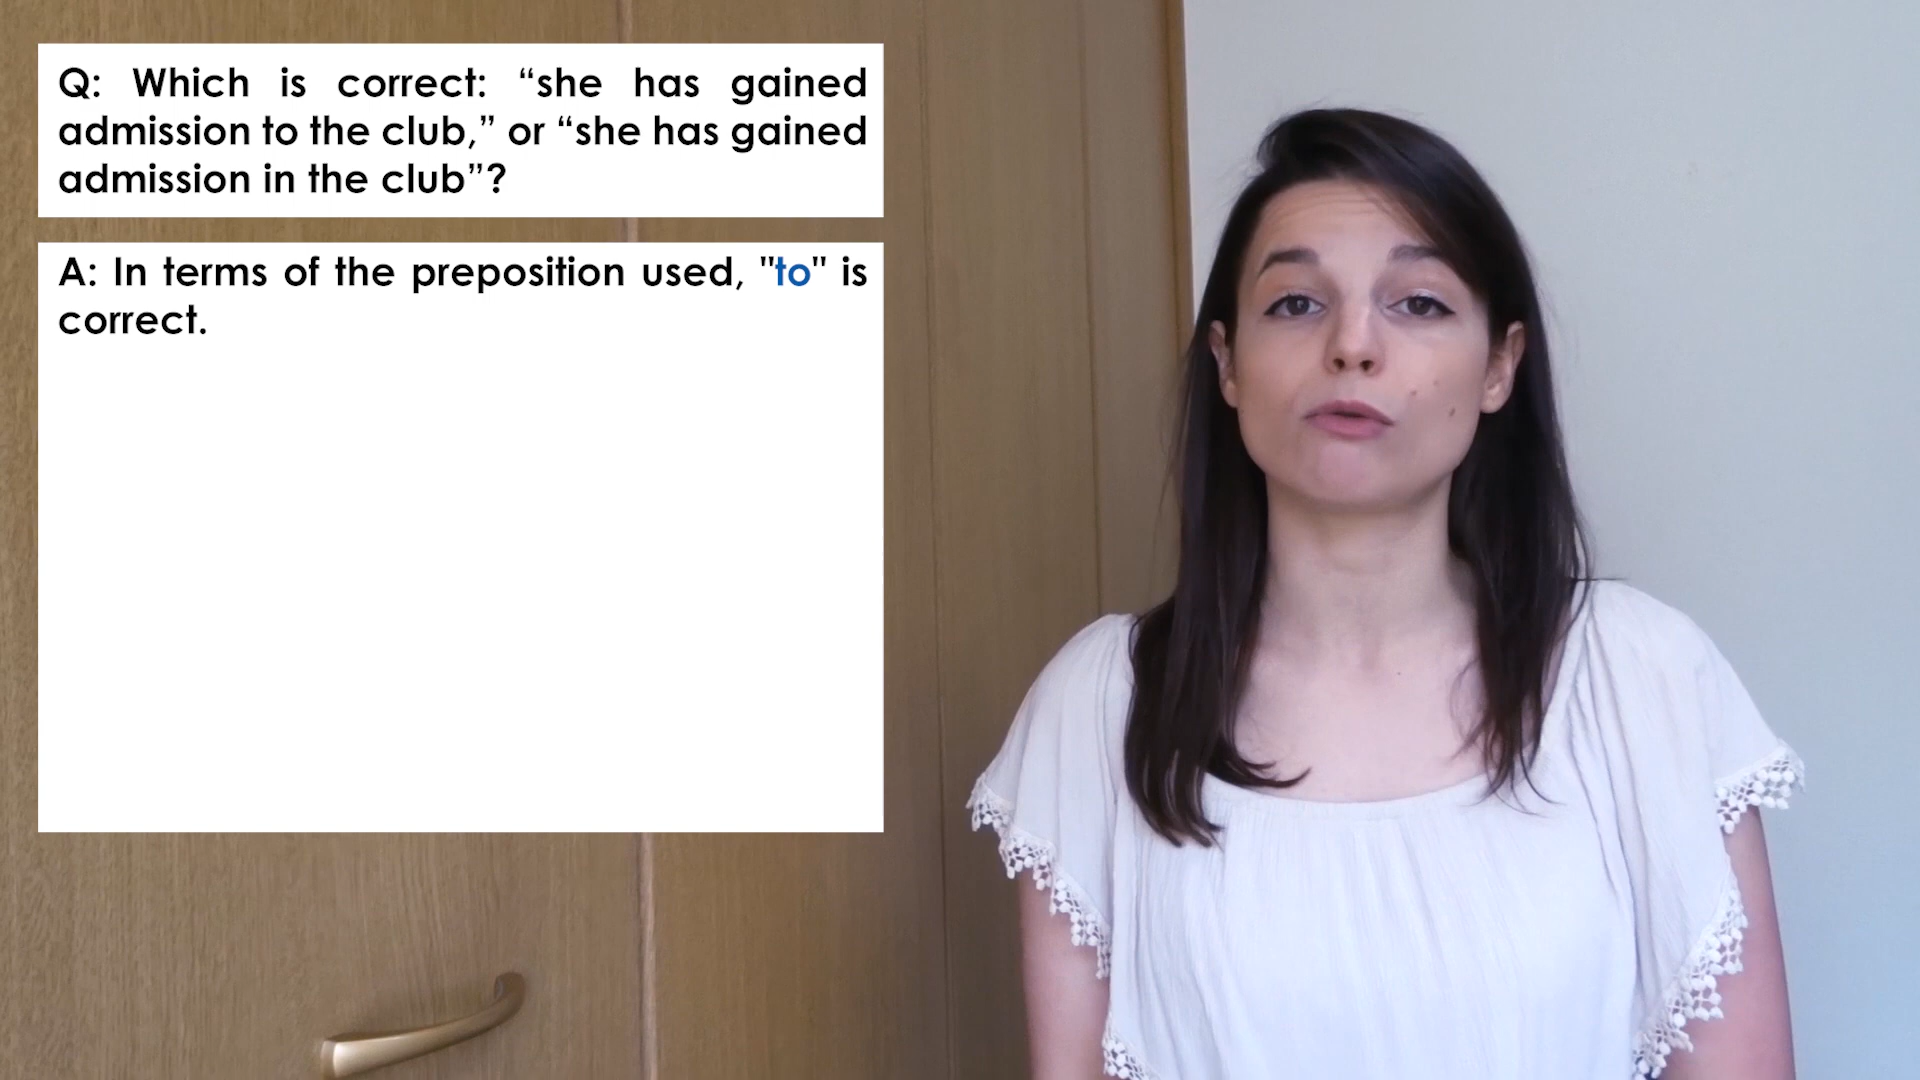 Q: Which is correct: “she has gained
admission to the club,” or “she has gained
admission in the club”?
A: In terms of the preposition used, "to" is
correct.